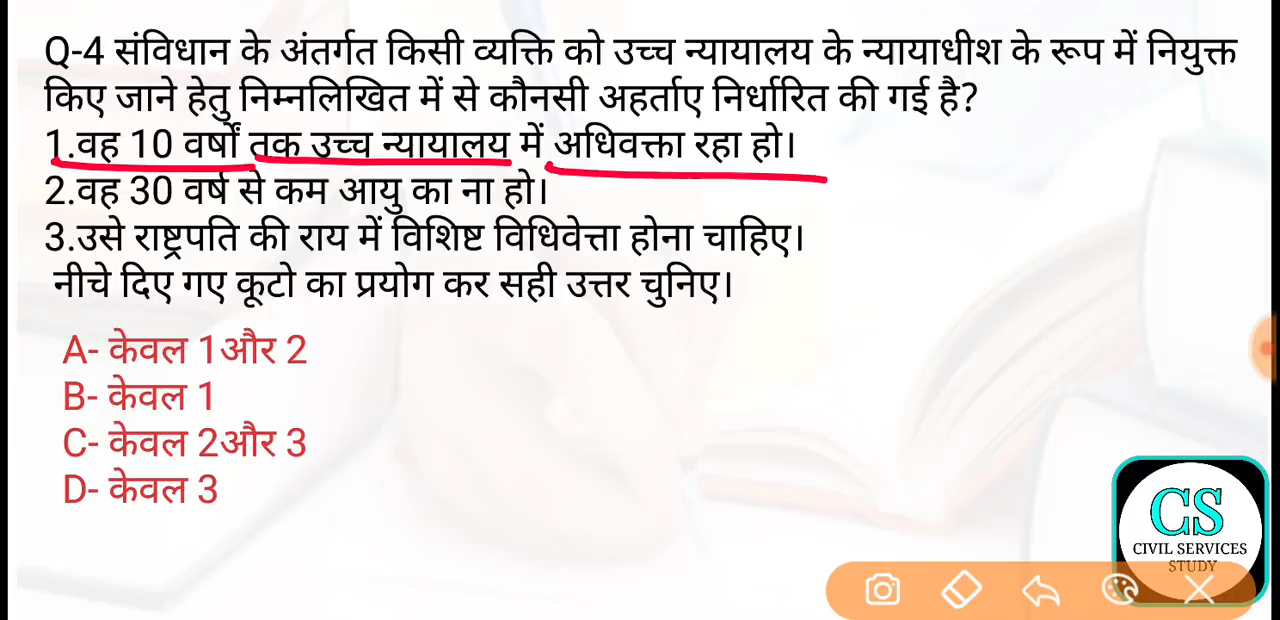 Q-4 संविधान के अंतर्गत किसी व्यक्ति को उच्च न्यायालय के न्यायाधीश के रूप में नियुक्त
किए जाने हेतु निम्नलिखित में से कौनसी अहर्ताए निर्धारित की गई है?
1.वह 10 वर्षों तक उच्च न्यायालय में अधिवक्ता रहा हो।
2.वह 30 वर्ष से कम आयु का ना हो।
3.उसे राष्ट्रपति की राय में विशिष्ट विधिवेत्ता होना चाहिए।
नीचे दिए गए कूटो का प्रयोग कर सही उत्तर चुनिए।
A- केवल 1और 2
B- केवल 1
C- केवल 2और 3
D- केवल 3
CS
CIVIL SERVICES
STUDY